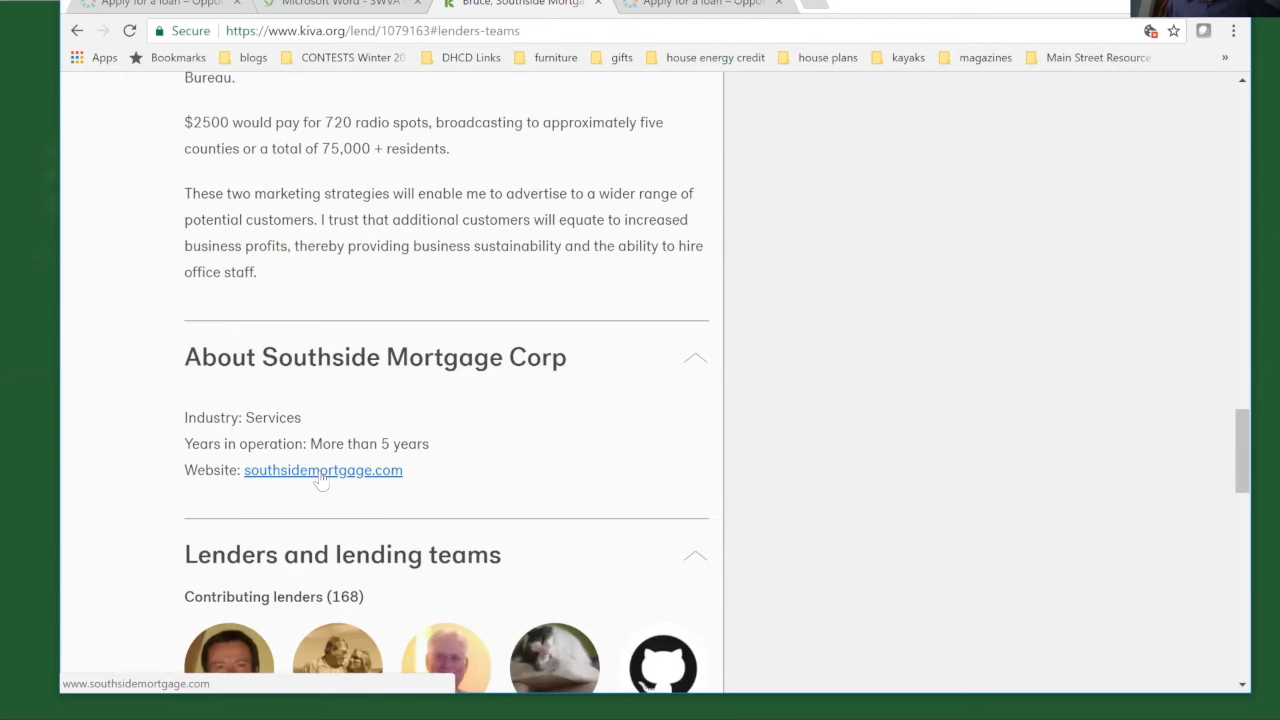 Apply for a loan – Oppo
Microsoft Word - SWVA
Bruce, Southside Mortga
Apply for a loan – Oppo
Secure
https://www.kiva.org/lend/1079163#lenders-teams
Apps
Bookmarks
blogs
CONTESTS Winter 20
DHCD Links
furniture
gifts
house energy credit
house plans
kayaks
magazines
Main Street Resource
»
Bureau.
$2500 would pay for 720 radio spots, broadcasting to approximately five
counties or a total of 75,000 + residents.
These two marketing strategies will enable me to advertise to a wider range of
potential customers. I trust that additional customers will equate to increased
business profits, thereby providing business sustainability and the ability to hire
office staff.
About Southside Mortgage Corp
Industry: Services
Years in operation: More than 5 years
Website: southsidemortgage.com
Lenders and lending teams
Contributing lenders (168)
www.southsidemortgage.com